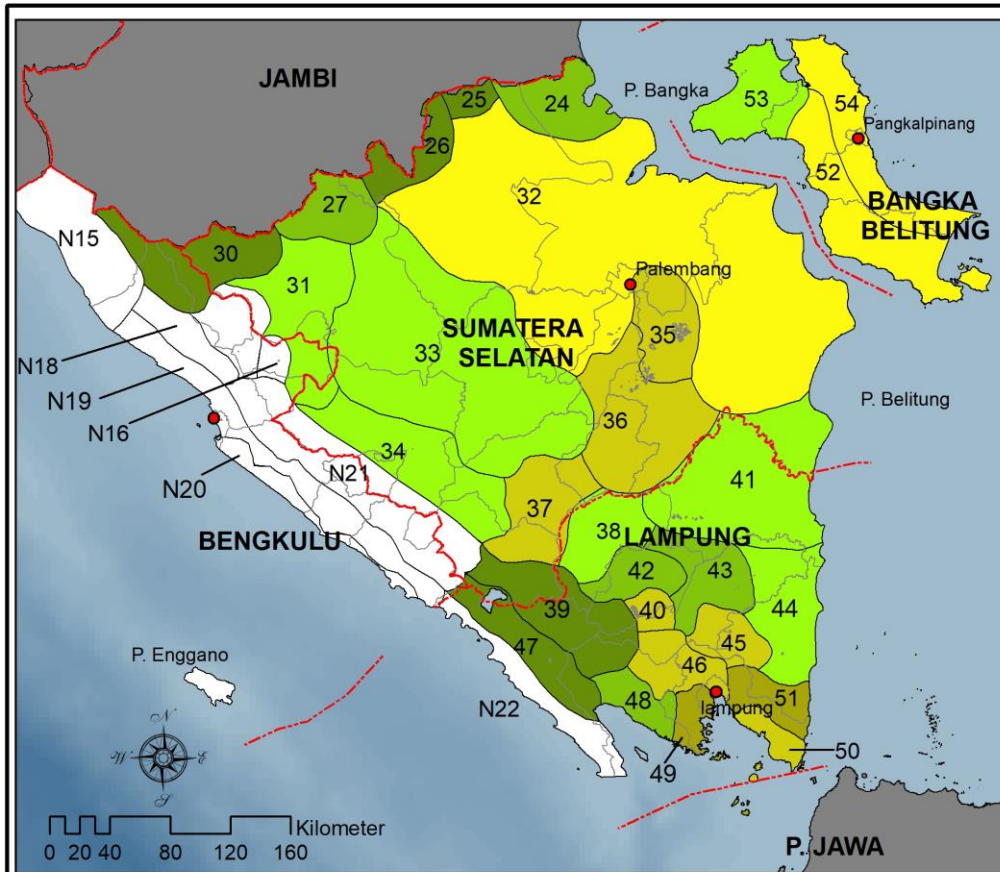 JAMBI
25
24
26
P. Bangka
53
54
Pangkalpinang
52
BANGKA
BELITUNG
27
32
N15
30
31
Palembang
SUMATERA
SELATAN
35
33
N18
N19
N16
P. Belitung
36
34
N21
N20
41
BENGKULU
37
38
LAMPUNG
42
43
39
40
44
45
47
46
P. Enggano
N22
48
lampung
51
49
50
N
W
E
S
Kilometer
0 20 40 80 120 160
P. JAWA